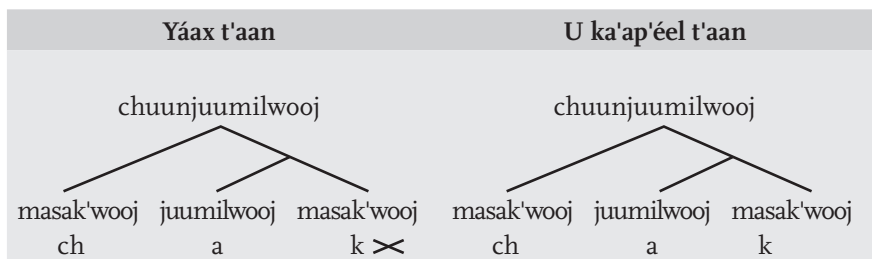 Yáax t'aan U ka'ap'éel t'aan
chuunjuumilwooj chuunjuumilwooj
masak'wooj juumilwooj masak'wooj masak'wooj juumilwooj masak'wooj
ch a k ch a k